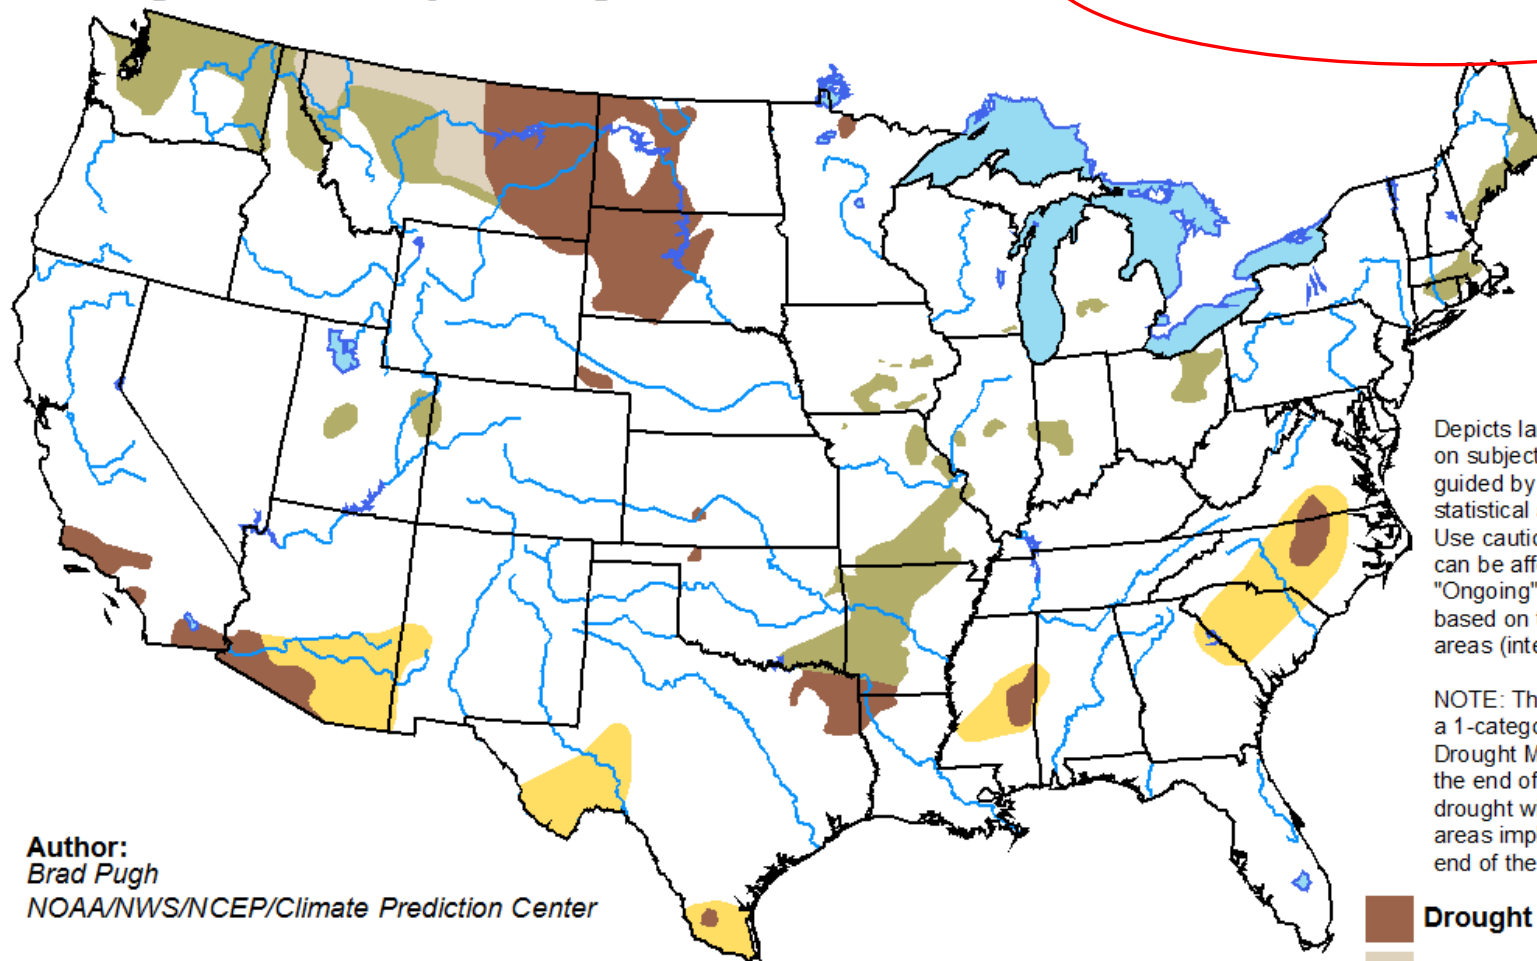 Depicts la
on subject
guided by
statistical
Use cautic
can be affe
"Ongoing"
based on
areas (inte
NOTE: Th
a 1-catego
Drought M
the end of
drought w
areas imp
end of the
Author:
Brad Pugh
NOAA/NWS/NCEP/Climate Prediction Center
Drought